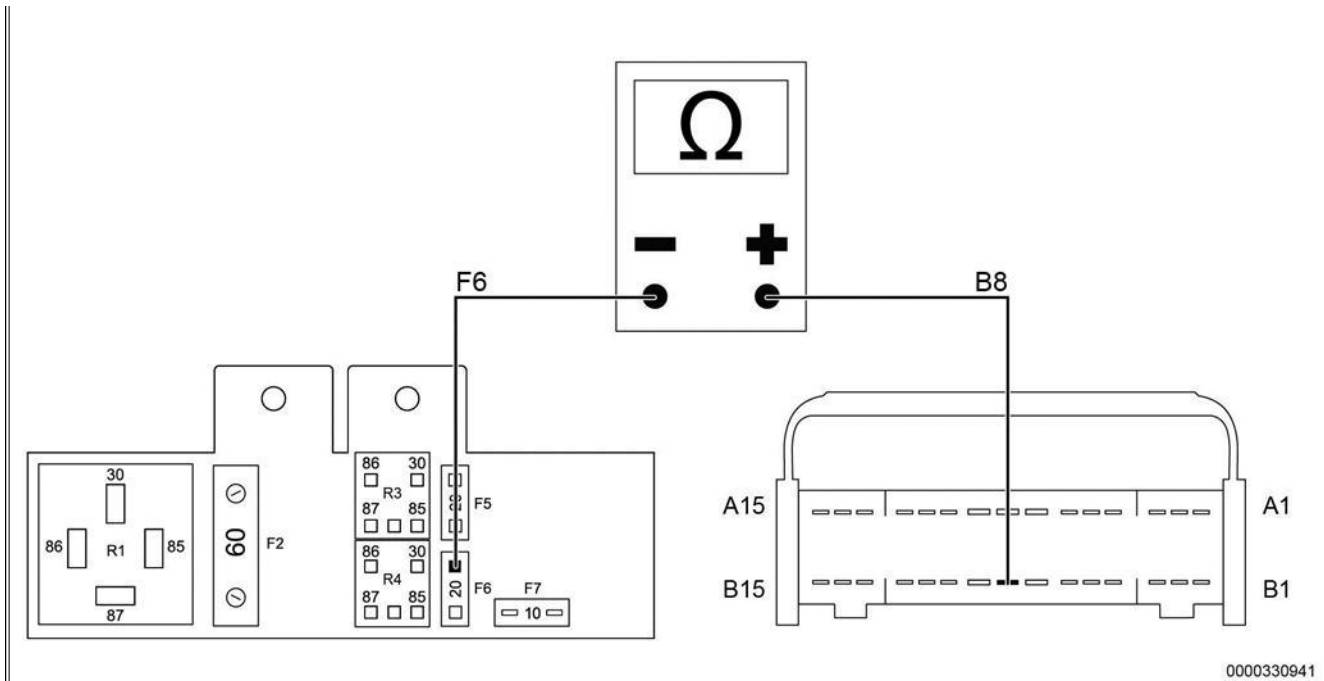 Ω
− +
F6 B8
86 30
30 R3 20 F5
87 85
A15 A1
86 R1 85 60 F2
86 30
R4 20 F6 F7
87 85 10
B15 B1
87
0000330941